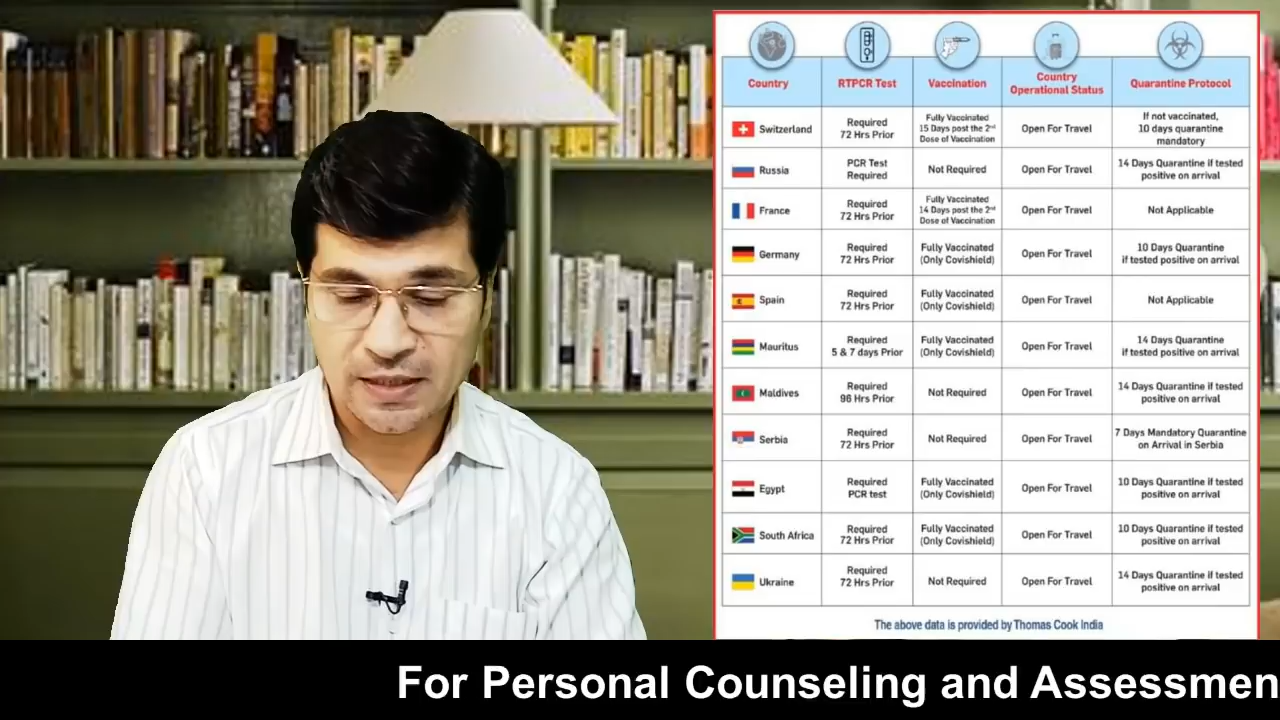 Country
RTPCR Test
Vaccination
Country
Operational Status
Quarantine Protocol
Switzerland
Required
72 Hrs Prior
Fully Vaccinated
15 Days post the 2nd
Dose of Vaccination
Open For Travel
If not vaccinated,
10 days quarantine
mandatory
Russia
PCR Test
Required
Not Required
Open For Travel
14 Days Quarantine if tested
positive on arrival
France
Required
72 Hrs Prior
Fully Vaccinated
14 Days post the 2nd
Dose of Vaccination
Open For Travel
Not Applicable
Germany
Required
72 Hrs Prior
Fully Vaccinated
(Only Covishield)
Open For Travel
10 Days Quarantine
if tested positive on arrival
Spain
Required
72 Hrs Prior
Fully Vaccinated
(Only Covishield)
Open For Travel
Not Applicable
Mauritus
Required
5 & 7 days Prior
Fully Vaccinated
(Only Covishield)
Open For Travel
14 Days Quarantine
if tested positive on arrival
Maldives
Required
96 Hrs Prior
Not Required
Open For Travel
14 Days Quarantine if tested
positive on arrival
Serbia
Required
72 Hrs Prior
Not Required
Open For Travel
7 Days Mandatory Quarantine
on Arrival in Serbia
Egypt
Required
PCR test
Fully Vaccinated
(Only Covishield)
Open For Travel
10 Days Quarantine if tested
positive on arrival
South Africa
Required
72 Hrs Prior
Fully Vaccinated
(Only Covishield)
Open For Travel
10 Days Quarantine if tested
positive on arrival
Ukraine
Required
72 Hrs Prior
Not Required
Open For Travel
14 Days Quarantine if tested
positive on arrival
The above data is provided by Thomas Cook India
For Personal Counseling and Assessmen